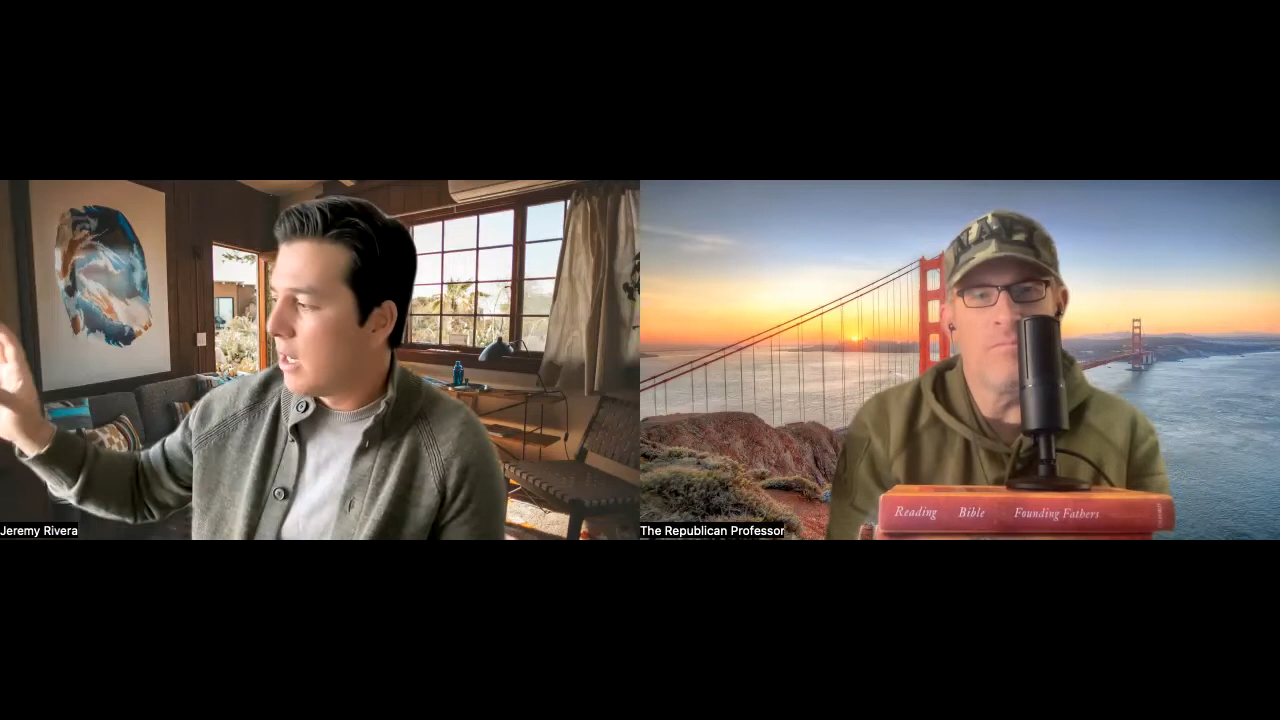 Jeremy Rivera
The Republican Professor
Reading Bible Founding Fathers